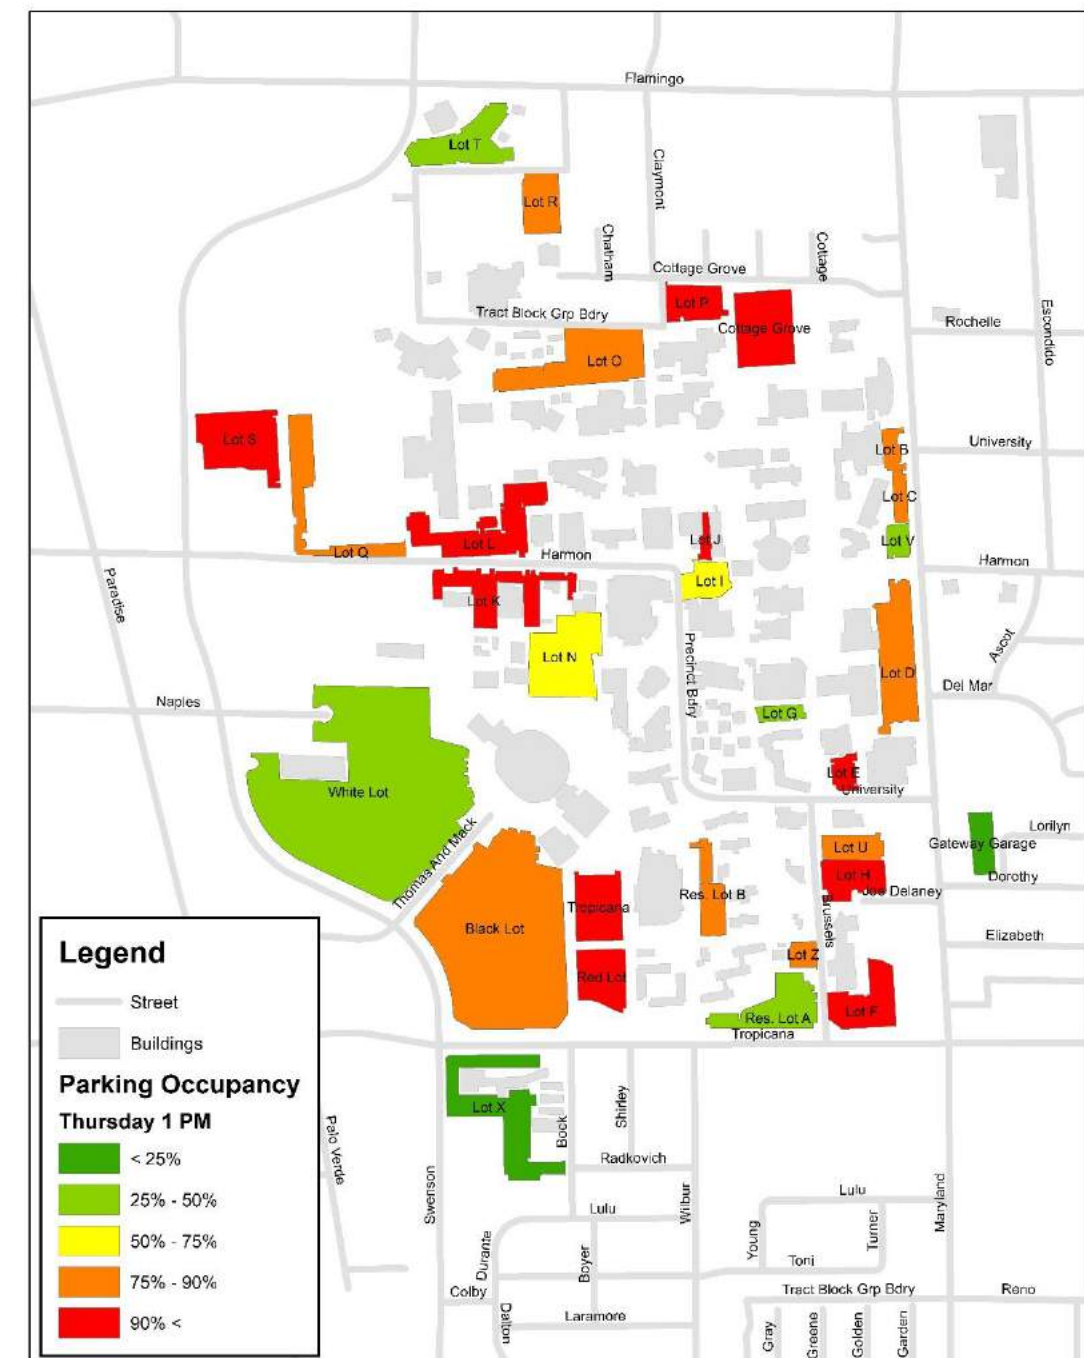 Flamingo
Lot T
Claymont
Lot R
Chatham
Cottage
Cottage Grove
Lot P
Tract Block Grp Bdry
Cottage Grove
Rochelle
Escondido
Lot O
Lot S
University
Lot B
Lot C
Lot J
Lot V
Lot L
Lot Q
Harmon
Harmon
Paradise
Lot I
Lot K
Ascot
Precinct Bdry
Lot N
Lot D
Del Mar
Naples
Lot G
Lot E
University
White Lot
Lorilyn
Thomas And Mack
Gateway Garage
Lot U
Dorothy
Lot H
Joe Delaney
Res. Lot B
Tropicana
Brussels
Black Lot
Elizabeth
Lot Z
Red Lot
Lot F
Res. Lot A
Tropicana
Legend
Street
Buildings
Parking Occupancy
Thursday 1 PM
< 25%
25% - 50%
50% - 75%
75% - 90%
90% <
Lot X
Shirley
Bock
Palo Verde
Radkovich
Swenson
Wilbur
Maryland
Lulu
Lulu
Young
Turner
Durante
Boyer
Toni
Colby
Tract Block Grp Bdry
Reno
Dalton
Laramore
Gray
Greene
Golden
Garden